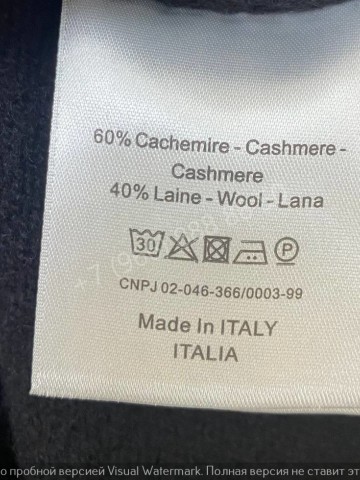 60% Cachemire - Cashmere -
Cashmere
40% Laine - Wool - Lana
30
P
CNPJ 02-046-366/0003-99
Made In ITALY
ITALIA
о пробной версией Visual Watermark. Полная версия не ставит эт